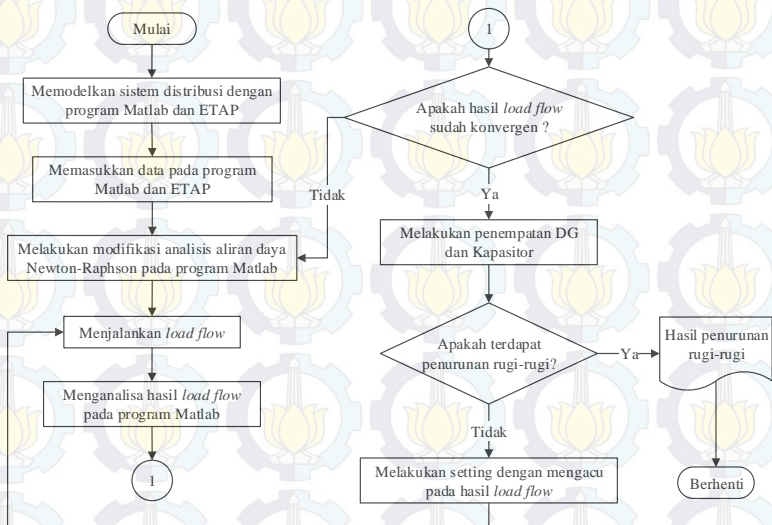 Mulai
Memodelkan sistem distribusi dengan
program Matlab dan ETAP
Memasukkan data pada program
Matlab dan ETAP
Melakukan modifikasi analisis aliran daya
Newton-Raphson pada program Matlab
Menjalankan load flow
Menganalisa hasil load flow
pada program Matlab
1
1
Apakah hasil load flow
sudah konvergen ?
Tidak
Ya
Melakukan penempatan DG
dan Kapasitor
Apakah terdapat
penurunan rugi-rugi?
Ya
Hasil penurunan
rugi-rugi
Tidak
Melakukan setting dengan mengacu
pada hasil load flow
Berhenti